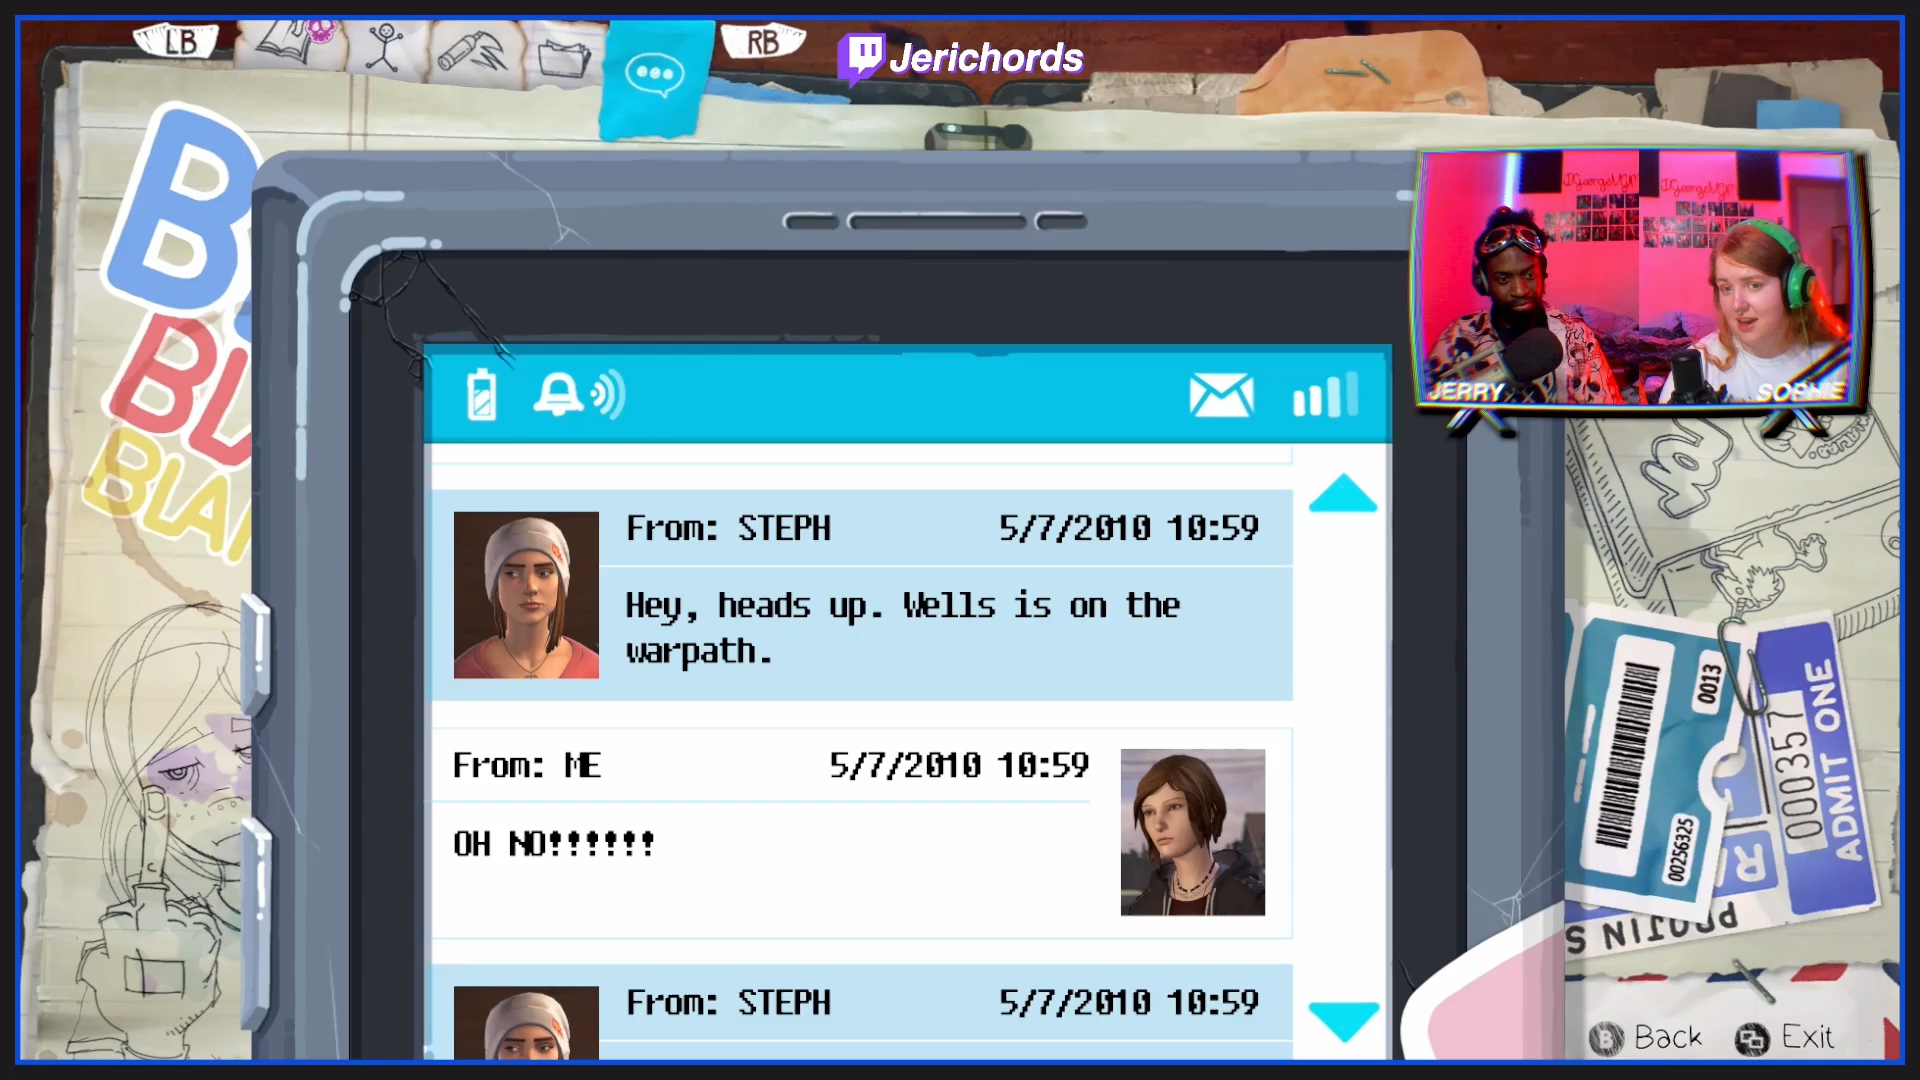 LB
RB
Jerichords
JERRY
SOPHIE
From: STEPH 5/7/2010 10:59
Hey, heads up. Wells is on the
warpath.
From: ME 5/7/2010 10:59
OH NO!!!!!!
From: STEPH 5/7/2010 10:59
0013
00256325
000357
ADMIT ONE
B Back
Exit